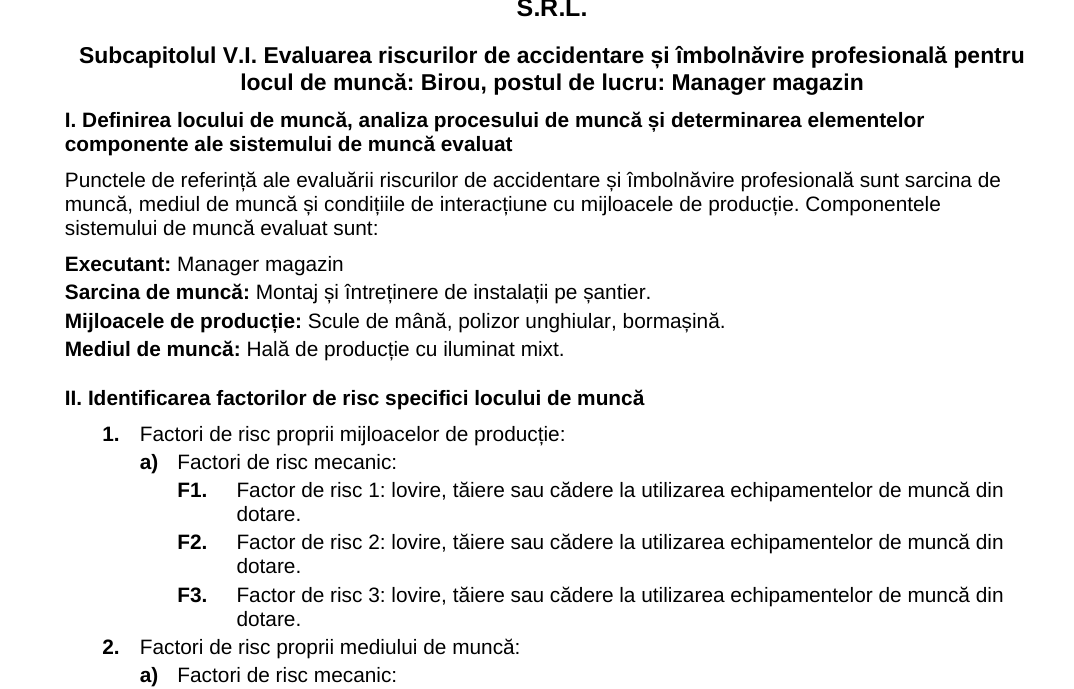 S.R.L.
Subcapitolul V.I. Evaluarea riscurilor de accidentare și îmbolnăvire profesională pentru
locul de muncă: Birou, postul de lucru: Manager magazin
I. Definirea locului de muncă, analiza procesului de muncă și determinarea elementelor
componente ale sistemului de muncă evaluat
Punctele de referință ale evaluării riscurilor de accidentare și îmbolnăvire profesională sunt sarcina de
muncă, mediul de muncă și condițiile de interacțiune cu mijloacele de producție. Componentele
sistemului de muncă evaluat sunt:
Executant: Manager magazin
Sarcina de muncă: Montaj și întreținere de instalații pe șantier.
Mijloacele de producție: Scule de mână, polizor unghiular, bormașină.
Mediul de muncă: Hală de producție cu iluminat mixt.
II. Identificarea factorilor de risc specifici locului de muncă
1. Factori de risc proprii mijloacelor de producție:
a) Factori de risc mecanic:
F1. Factor de risc 1: lovire, tăiere sau cădere la utilizarea echipamentelor de muncă din
dotare.
F2. Factor de risc 2: lovire, tăiere sau cădere la utilizarea echipamentelor de muncă din
dotare.
F3. Factor de risc 3: lovire, tăiere sau cădere la utilizarea echipamentelor de muncă din
dotare.
2. Factori de risc proprii mediului de muncă:
a) Factori de risc mecanic: